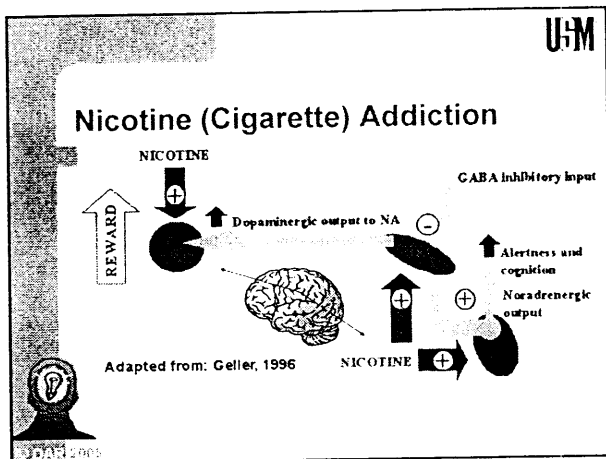 USM
Nicotine (Cigarette) Addiction
NICOTINE
+
GABA inhibitory input
REWARD
Dopaminergic output to NA
-
Alertness and
cognition
+
+
Noradrenergic
output
Adapted from: Geller, 1996
NICOTINE
+